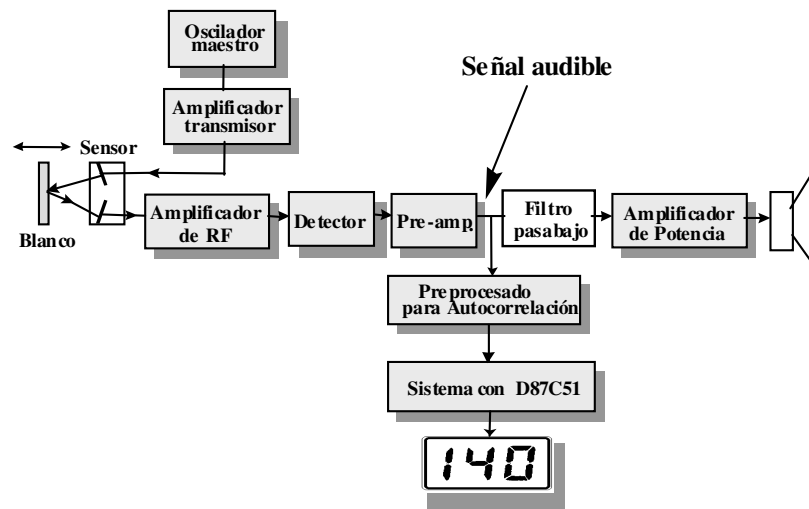 Oscilador
maestro
Señal audible
Amplificador
transmisor
Sensor
Blanco
Amplificador
de RF
Detector
Pre-amp.
Filtro
pasabajo
Amplificador
de Potencia
Preprocesado
para Autocorrelación
Sistema con D87C51
140